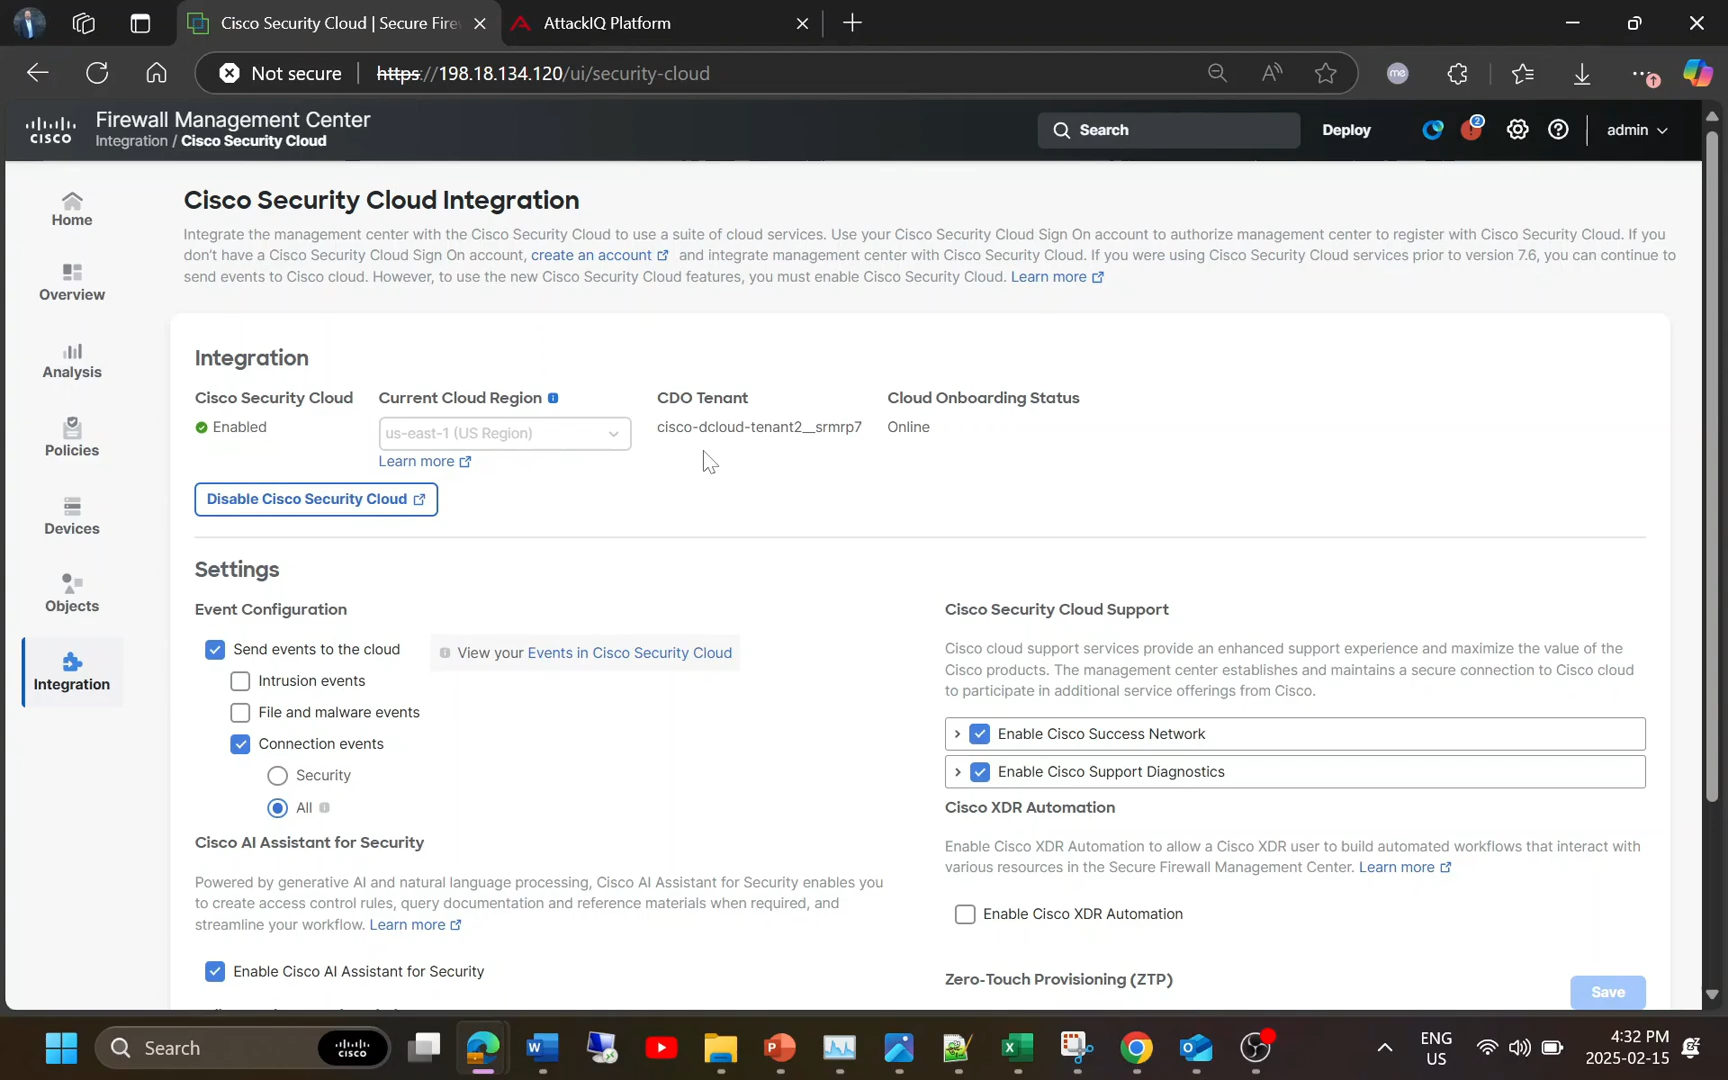 Cisco Security Cloud | Secure Fire
AttackIQ Platform
Not secure
https://198.18.134.120/ui/security-cloud
me
CISCO
Firewall Management Center
Integration / Cisco Security Cloud
Search
Deploy
2
admin
Home
Overview
Analysis
Policies
Devices
Objects
Integration
Cisco Security Cloud Integration
Integrate the management center with the Cisco Security Cloud to use a suite of cloud services. Use your Cisco Security Cloud Sign On account to authorize management center to register with Cisco Security Cloud. If you
don't have a Cisco Security Cloud Sign On account, create an account and integrate management center with Cisco Security Cloud. If you were using Cisco Security Cloud services prior to version 7.6, you can continue to
send events to Cisco cloud. However, to use the new Cisco Security Cloud features, you must enable Cisco Security Cloud. Learn more
Integration
Cisco Security Cloud
Enabled
Current Cloud Region
us-east-1 (US Region)
Learn more
CDO Tenant
cisco-dcloud-tenant2__srmrp7
Cloud Onboarding Status
Online
Disable Cisco Security Cloud
Settings
Event Configuration
Send events to the cloud
View your Events in Cisco Security Cloud
Intrusion events
File and malware events
Connection events
Security
All
Cisco AI Assistant for Security
Powered by generative AI and natural language processing, Cisco AI Assistant for Security enables you
to create access control rules, query documentation and reference materials when required, and
streamline your workflow. Learn more
Enable Cisco AI Assistant for Security
Cisco Security Cloud Support
Cisco cloud support services provide an enhanced support experience and maximize the value of the
Cisco products. The management center establishes and maintains a secure connection to Cisco cloud
to participate in additional service offerings from Cisco.
Enable Cisco Success Network
Enable Cisco Support Diagnostics
Cisco XDR Automation
Enable Cisco XDR Automation to allow a Cisco XDR user to build automated workflows that interact with
various resources in the Secure Firewall Management Center. Learn more
Enable Cisco XDR Automation
Zero-Touch Provisioning (ZTP)
Save
Search
CISCO
ENG
US
4:32 PM
2025-02-15